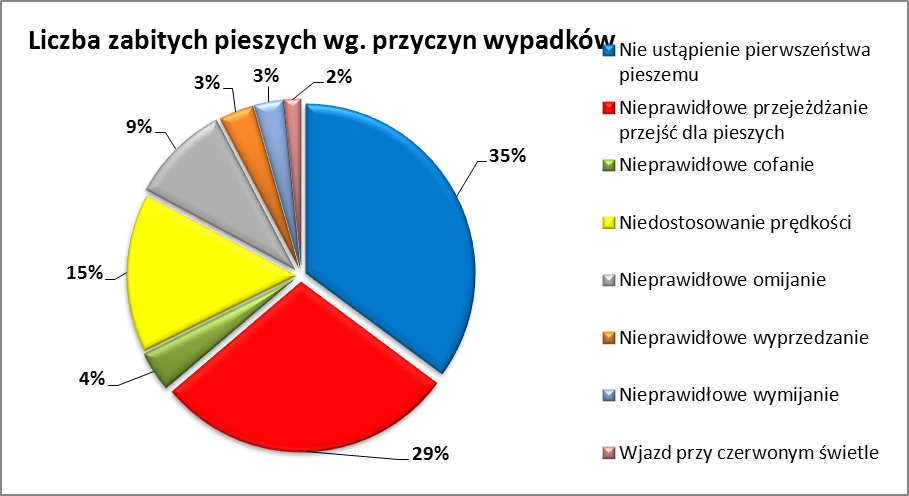 Liczba zabitych pieszych wg. przyczyn wypadków
Nie ustąpienie pierwszeństwa
pieszemu
Nieprawidłowe przejeżdżanie
przejść dla pieszych
Nieprawidłowe cofanie
Niedostosowanie prędkości
Nieprawidłowe omijanie
Nieprawidłowe wyprzedzanie
Nieprawidłowe wymijanie
Wjazd przy czerwonym świetle
35%
29%
4%
15%
9%
3%
3%
2%